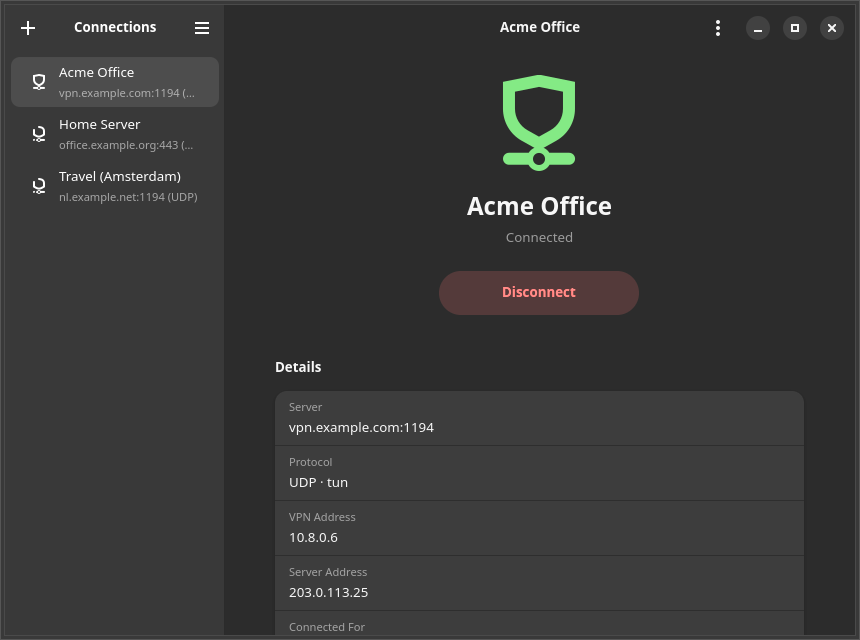 Connections
Acme Office
vpn.example.com:1194 (...
Home Server
office.example.org:443 (...
Travel (Amsterdam)
nl.example.net:1194 (UDP)
Acme Office
Acme Office
Connected
Disconnect
Details
Server
vpn.example.com:1194
Protocol
UDP · tun
VPN Address
10.8.0.6
Server Address
203.0.113.25
Connected For